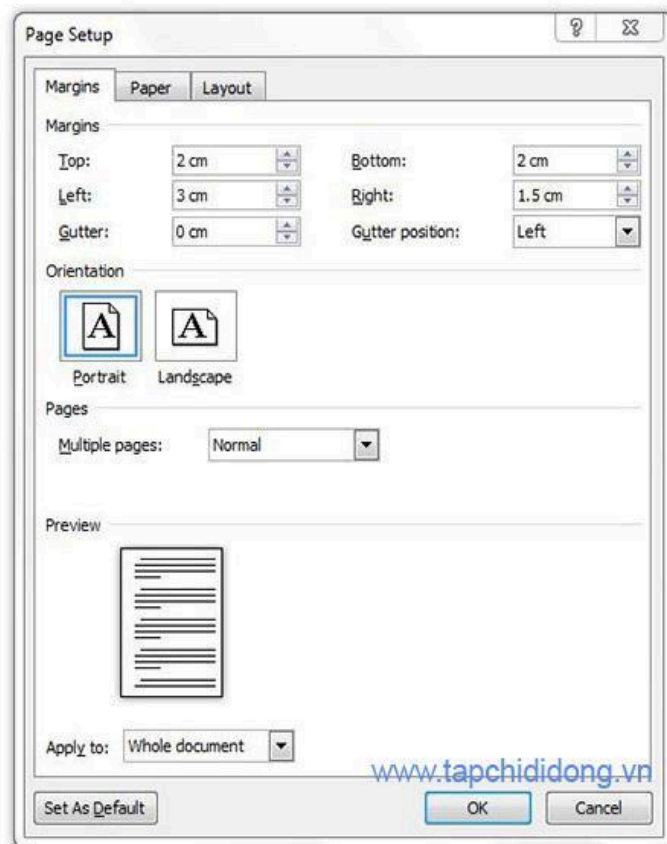 Page Setup
Margins Paper Layout
Margins
Top: 2 cm Bottom: 2 cm
Left: 3 cm Right: 1.5 cm
Gutter: 0 cm Gutter position: Left
Orientation
A A
Portrait Landscape
Pages
Multiple pages: Normal
Preview
Apply to: Whole document
www.tapchididong.vn
Set As Default OK Cancel